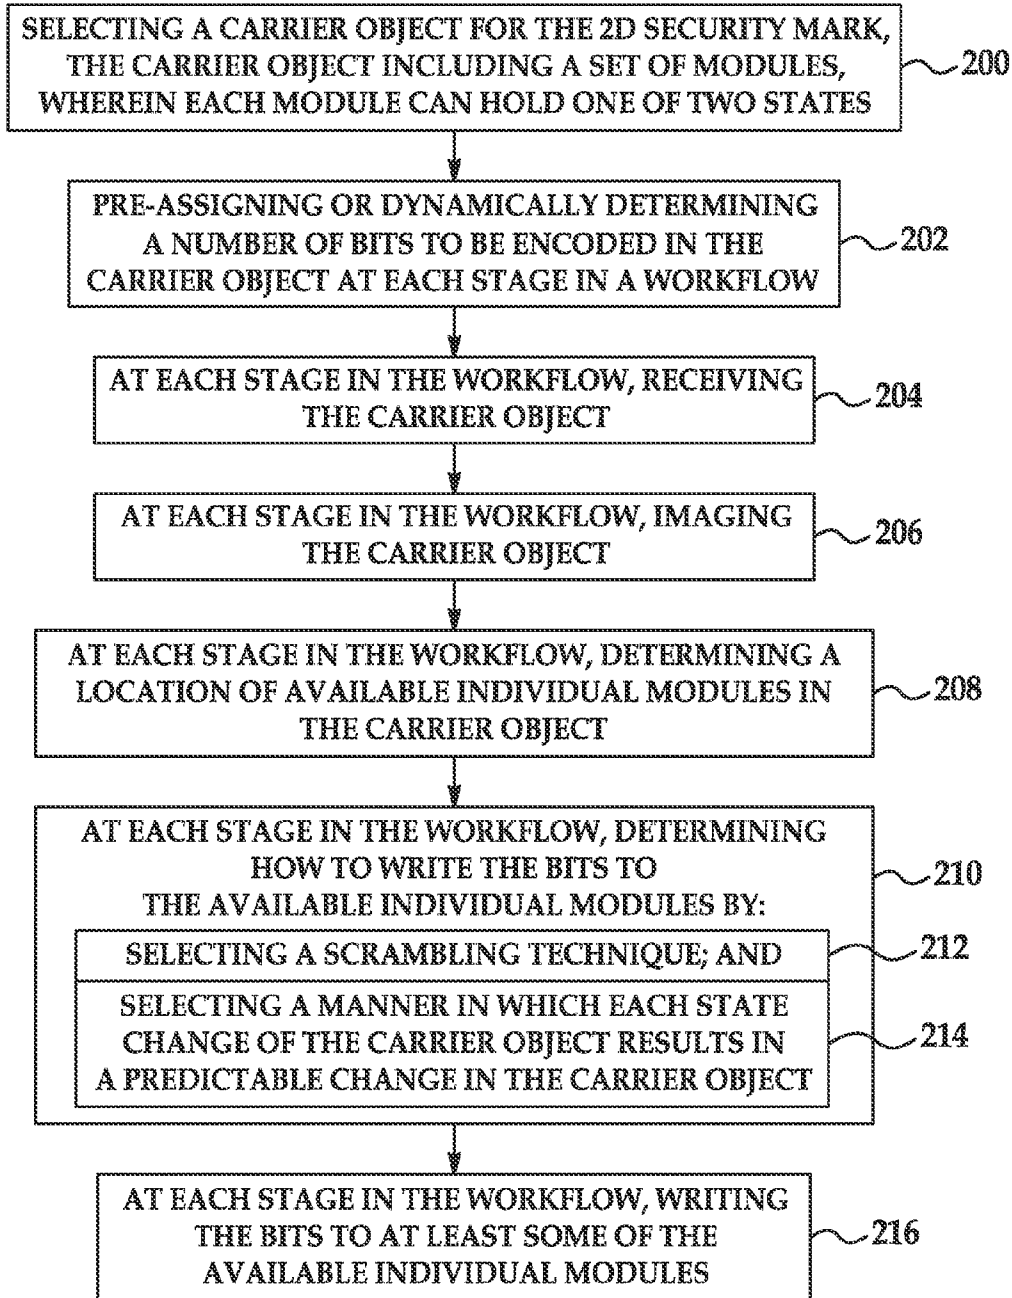 SELECTING A CARRIER OBJECT FOR THE 2D SECURITY MARK,
THE CARRIER OBJECT INCLUDING A SET OF MODULES,
WHEREIN EACH MODULE CAN HOLD ONE OF TWO STATES
200
PRE-ASSIGNING OR DYNAMICALLY DETERMINING
A NUMBER OF BITS TO BE ENCODED IN THE
CARRIER OBJECT AT EACH STAGE IN A WORKFLOW
202
AT EACH STAGE IN THE WORKFLOW, RECEIVING
THE CARRIER OBJECT
204
AT EACH STAGE IN THE WORKFLOW, IMAGING
THE CARRIER OBJECT
206
AT EACH STAGE IN THE WORKFLOW, DETERMINING A
LOCATION OF AVAILABLE INDIVIDUAL MODULES IN
THE CARRIER OBJECT
208
AT EACH STAGE IN THE WORKFLOW, DETERMINING
HOW TO WRITE THE BITS TO
THE AVAILABLE INDIVIDUAL MODULES BY:
210
SELECTING A SCRAMBLING TECHNIQUE; AND
212
SELECTING A MANNER IN WHICH EACH STATE
CHANGE OF THE CARRIER OBJECT RESULTS IN
A PREDICTABLE CHANGE IN THE CARRIER OBJECT
214
AT EACH STAGE IN THE WORKFLOW, WRITING
THE BITS TO AT LEAST SOME OF THE
AVAILABLE INDIVIDUAL MODULES
216